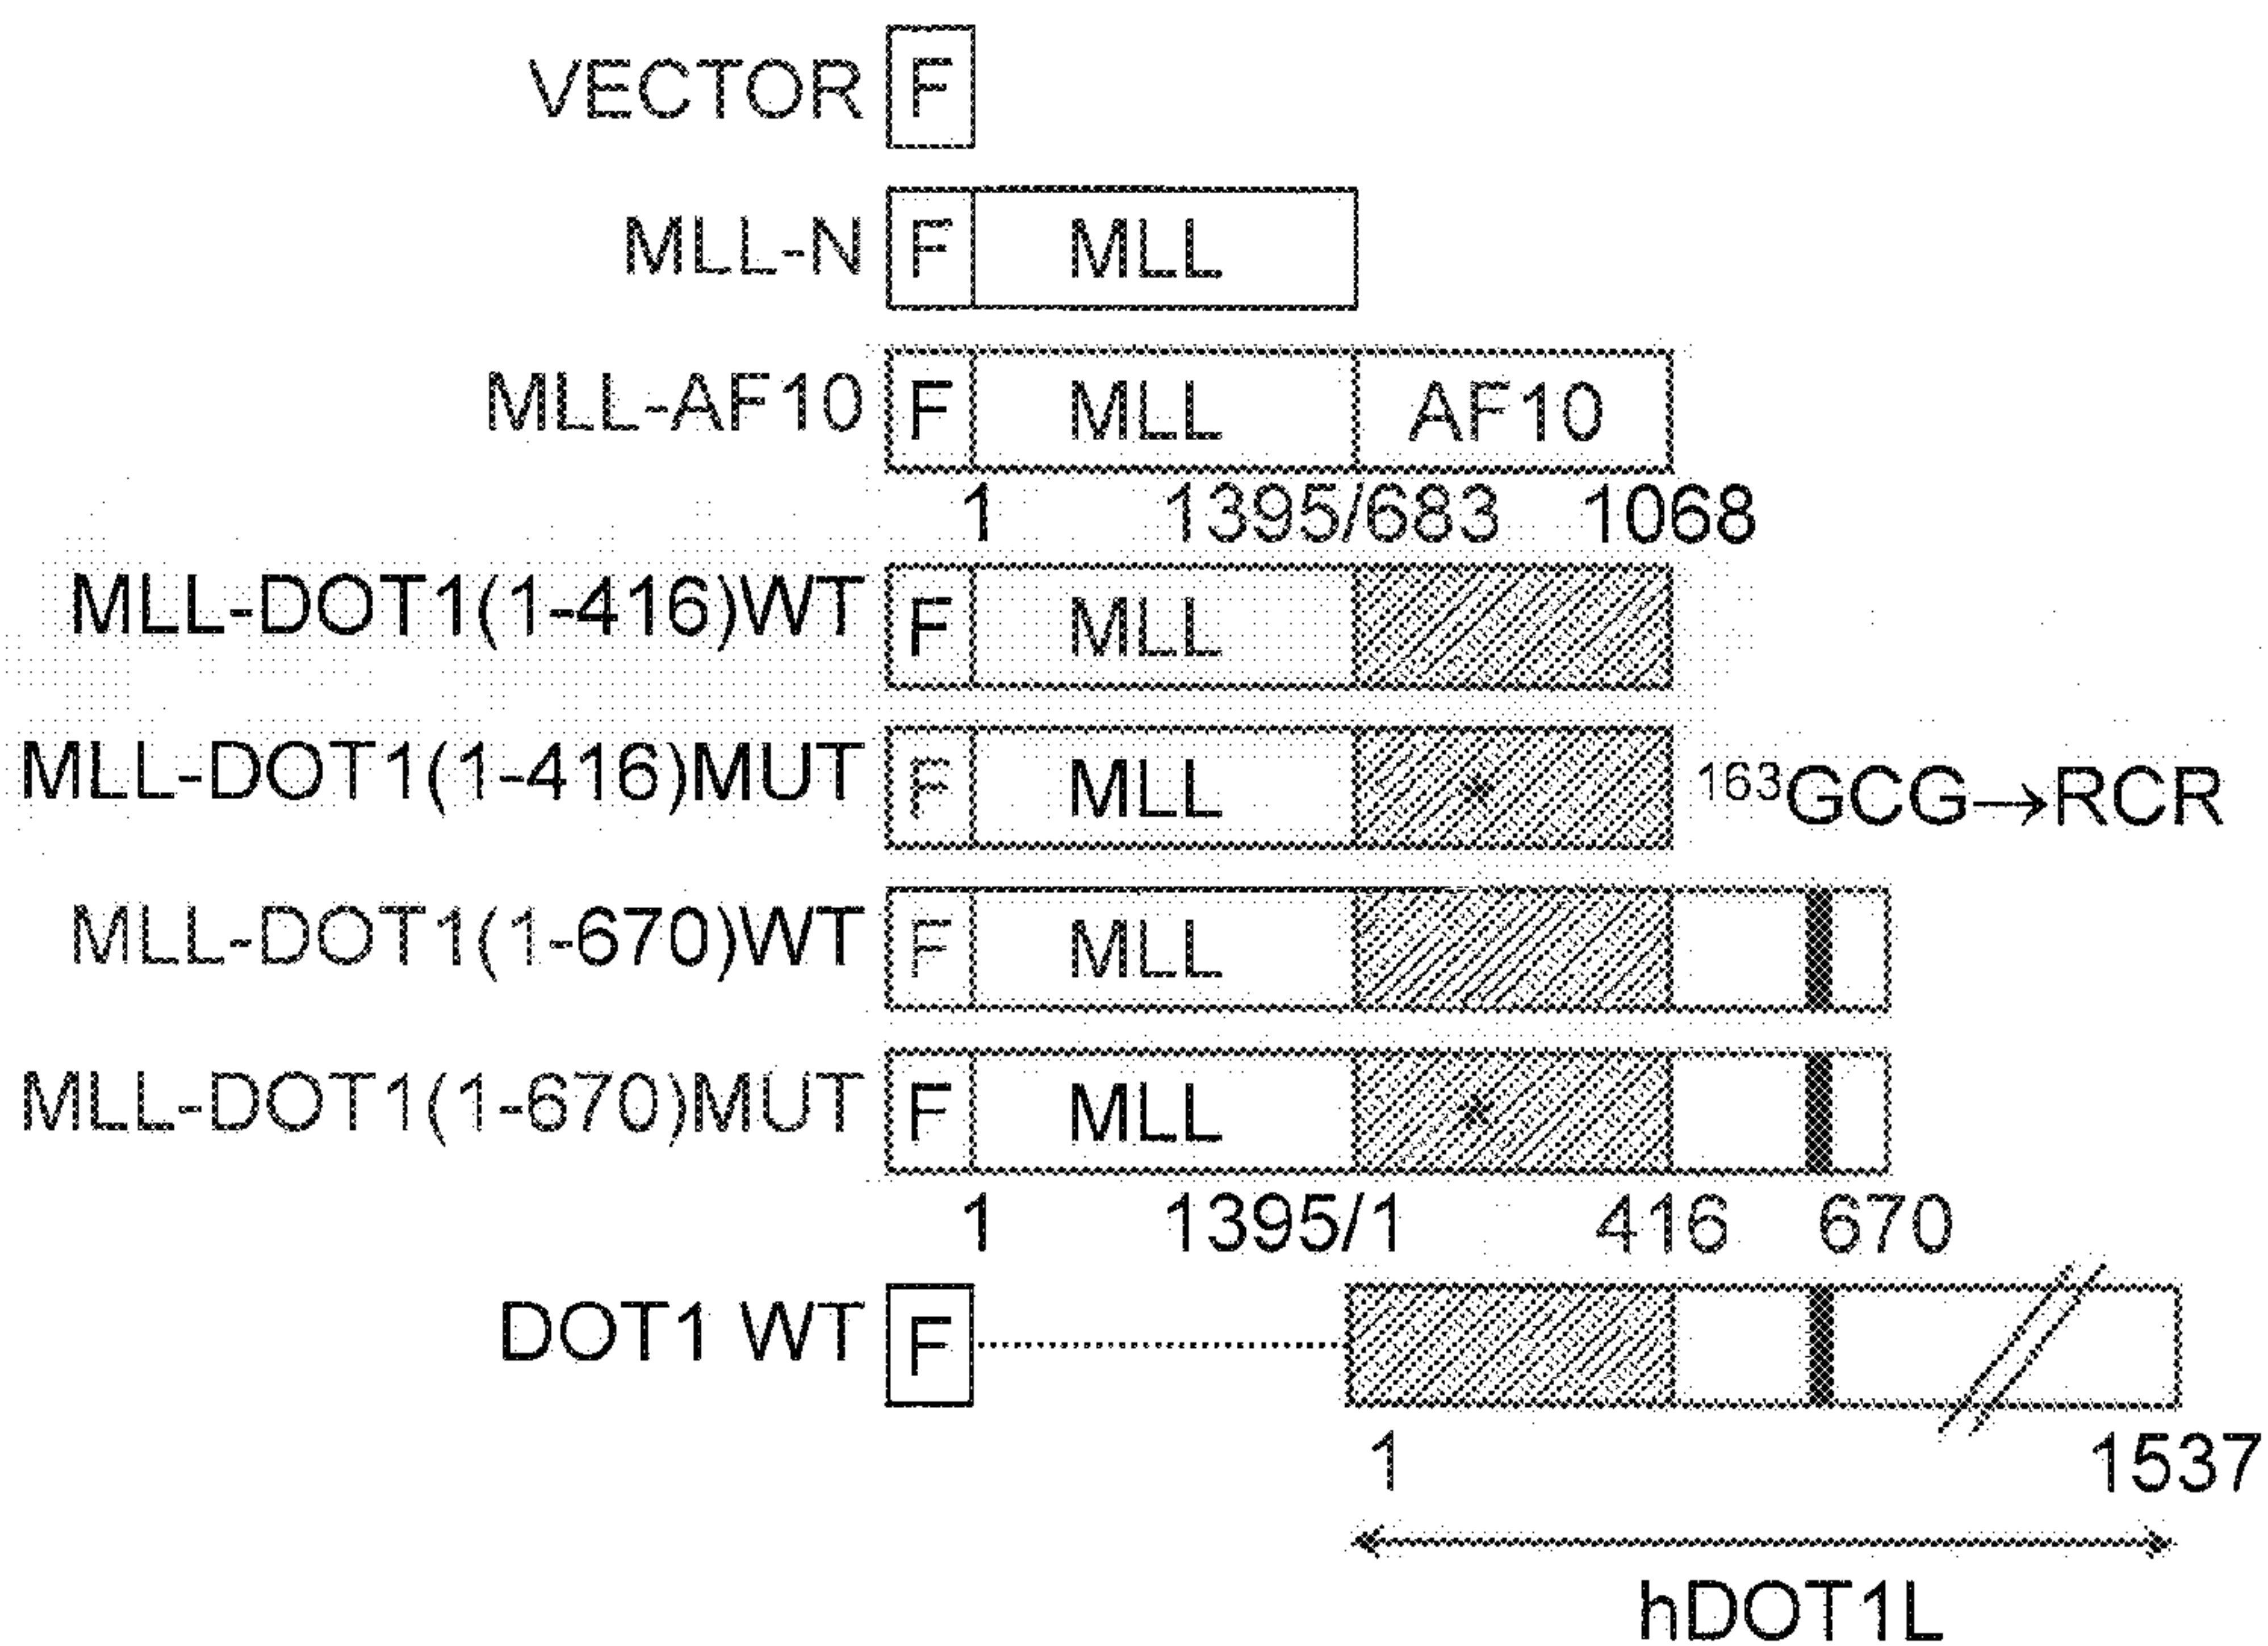 VECTOR F
MLL-N F MLL
MLL-AF10 F MLL AF10
1 1395/683 1068
MLL-DOT1(1-416)WT F MLL
MLL-DOT1(1-416)MUT F MLL * ¹⁶³GCG→RCR
MLL-DOT1(1-670)WT F MLL
MLL-DOT1(1-670)MUT F MLL *
1 1395/1 416 670
DOT1 WT F
1 1537
hDOT1L